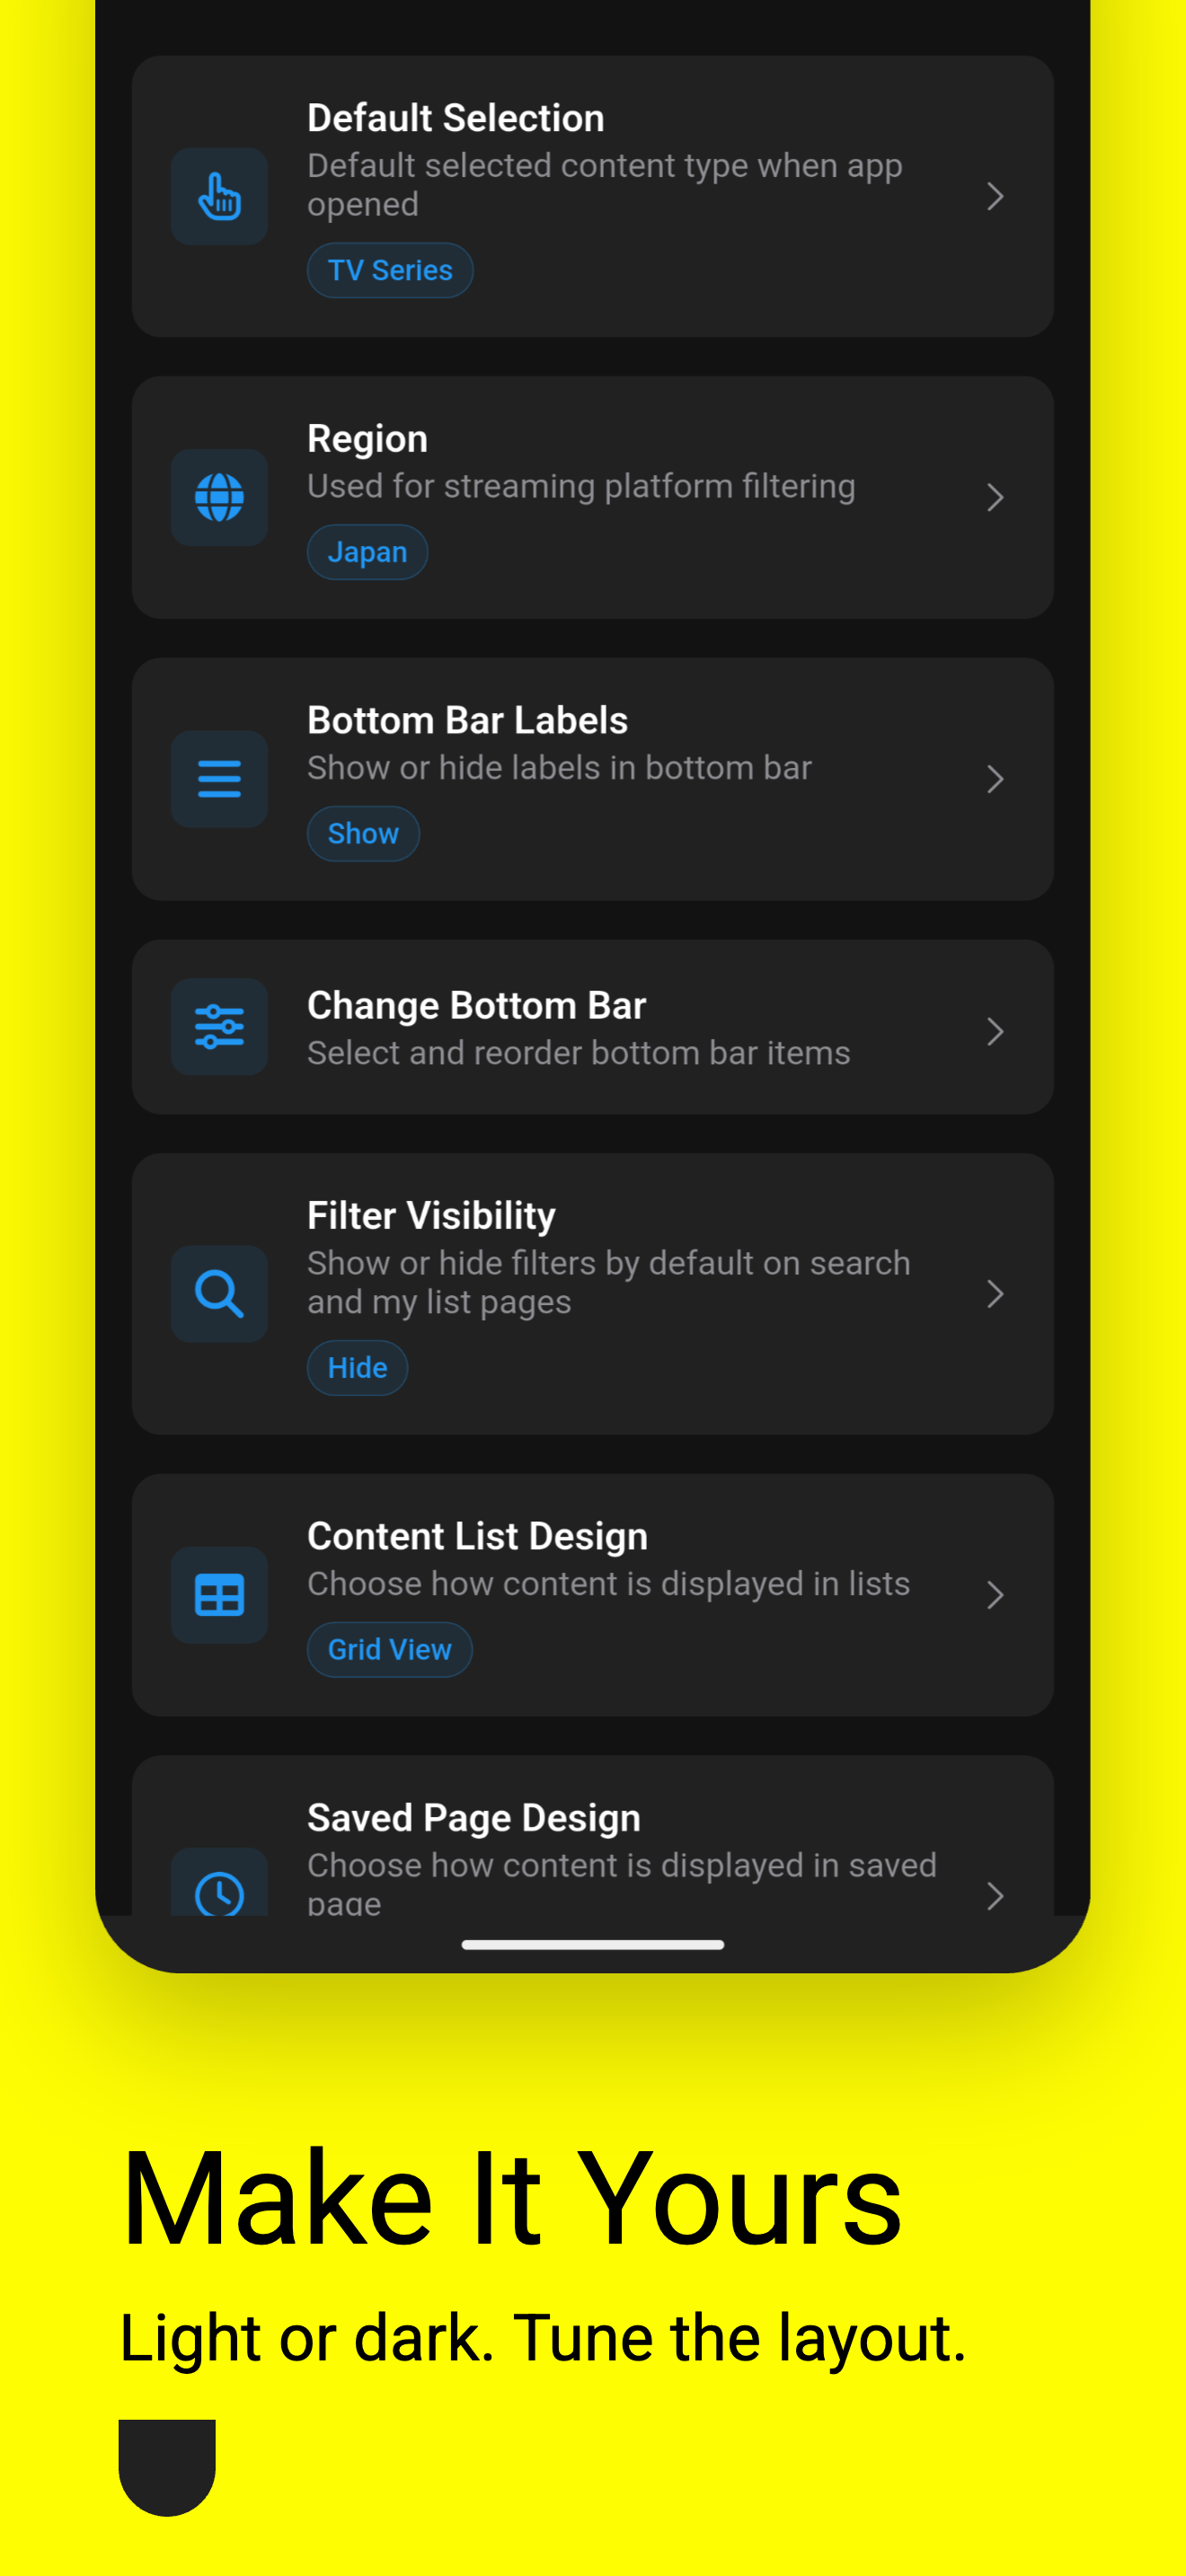 Default Selection
Default selected content type when app
opened
TV Series
Region
Used for streaming platform filtering
Japan
Bottom Bar Labels
Show or hide labels in bottom bar
Show
Change Bottom Bar
Select and reorder bottom bar items
Filter Visibility
Show or hide filters by default on search
and my list pages
Hide
Content List Design
Choose how content is displayed in lists
Grid View
Saved Page Design
Choose how content is displayed in saved
page
Make It Yours
Light or dark. Tune the layout.